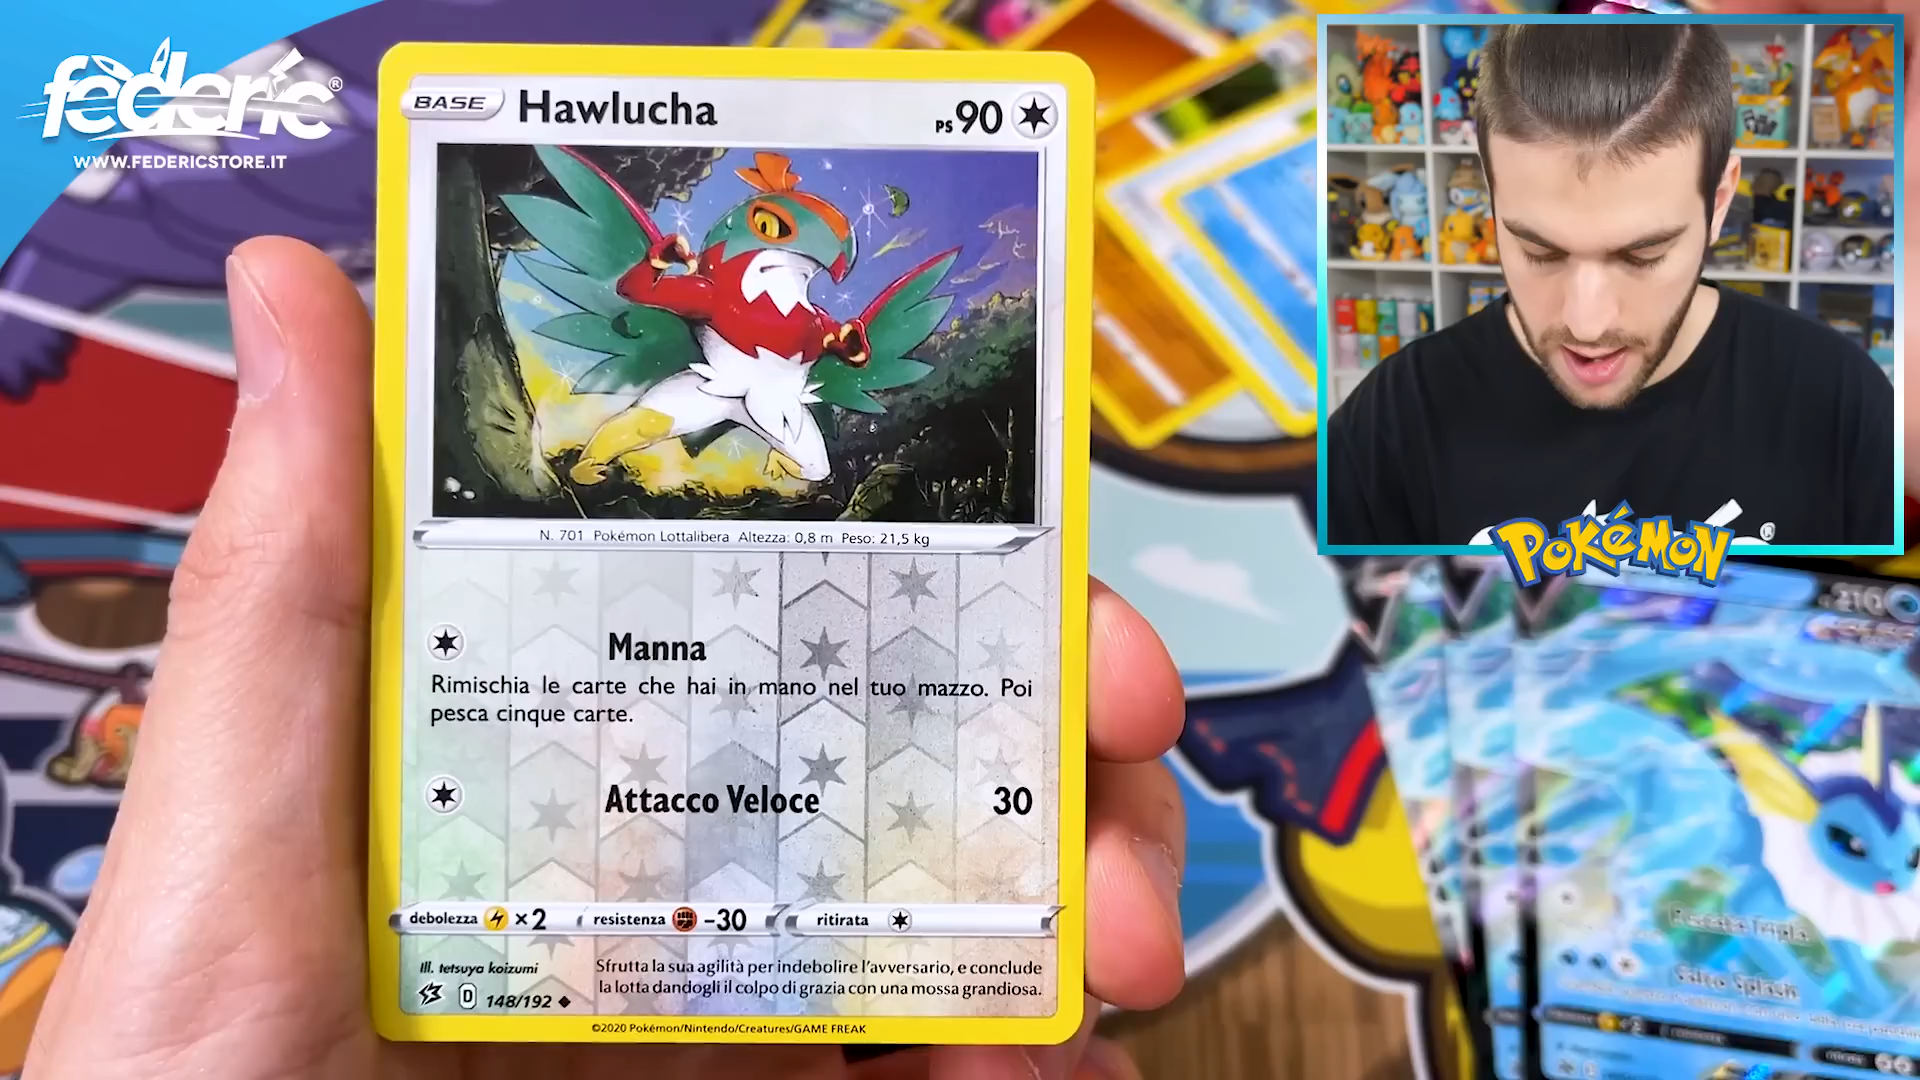 federic®
WWW.FEDERICSTORE.IT
BASE Hawlucha PS 90
N. 701 Pokémon Lottalibera Altezza: 0,8 m Peso: 21,5 kg
Manna
Rimischia le carte che hai in mano nel tuo mazzo. Poi
pesca cinque carte.
Attacco Veloce 30
debolezza ×2 resistenza -30 ritirata
Ill. tetsuya koizumi
D 148/192
Sfrutta la sua agilità per indebolire l'avversario, e conclude
la lotta dandogli il colpo di grazia con una mossa grandiosa.
©2020 Pokémon/Nintendo/Creatures/GAME FREAK
®
POKéMON
210
Salto Splash